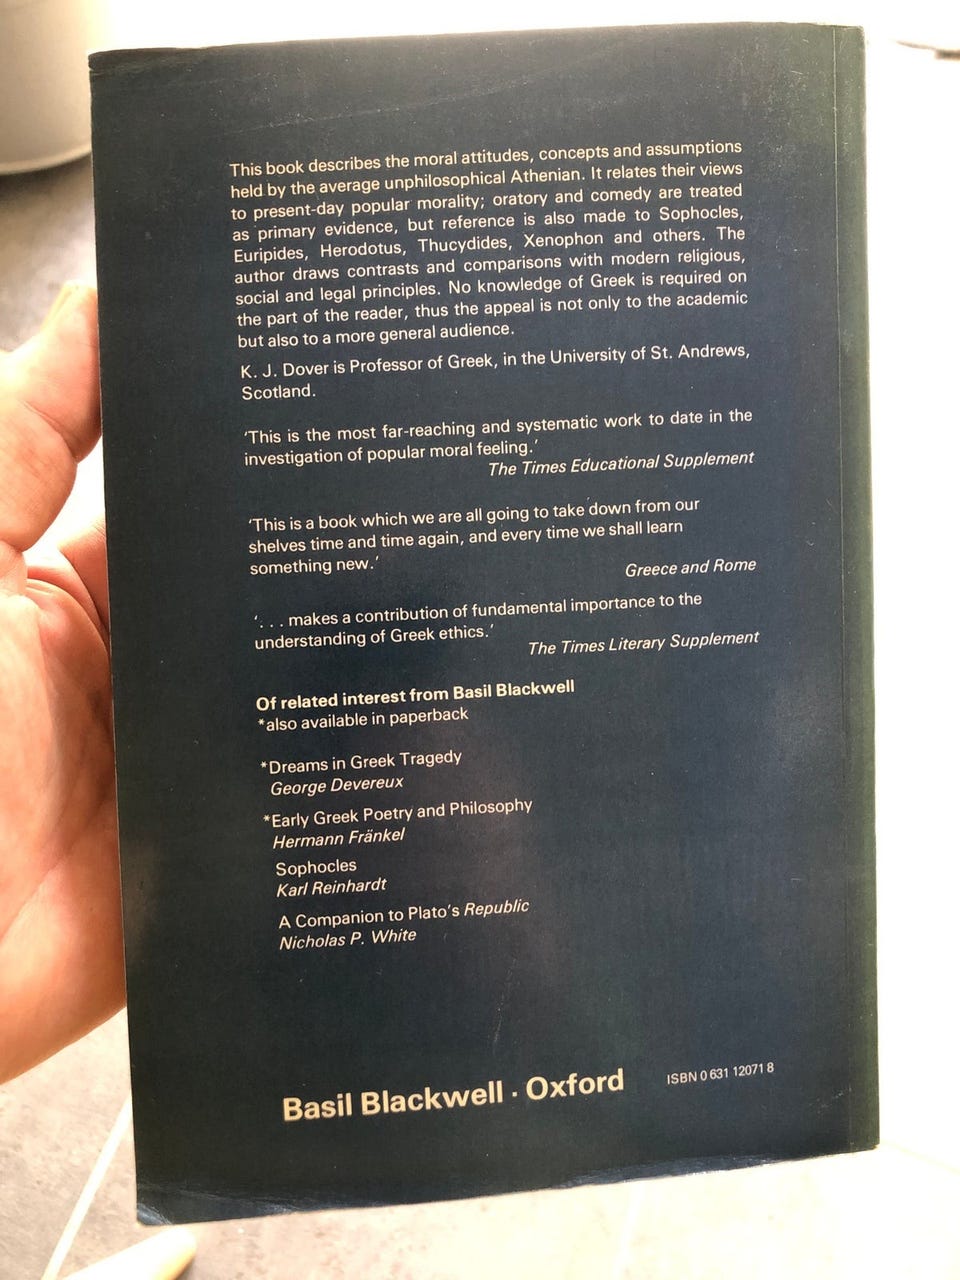 This book describes the moral attitudes, concepts and assumptions
held by the average unphilosophical Athenian. It relates their views
to present-day popular morality; oratory and comedy are treated
as primary evidence, but reference is also made to Sophocles,
Euripides, Herodotus, Thucydides, Xenophon and others. The
author draws contrasts and comparisons with modern religious,
social and legal principles. No knowledge of Greek is required on
the part of the reader, thus the appeal is not only to the academic
but also to a more general audience.
K. J. Dover is Professor of Greek, in the University of St. Andrews,
Scotland.
'This is the most far-reaching and systematic work to date in the
investigation of popular moral feeling.'
The Times Educational Supplement
'This is a book which we are all going to take down from our
shelves time and time again, and every time we shall learn
something new.'
Greece and Rome
'. . . makes a contribution of fundamental importance to the
understanding of Greek ethics.'
The Times Literary Supplement
Of related interest from Basil Blackwell
*also available in paperback
*Dreams in Greek Tragedy
George Devereux
*Early Greek Poetry and Philosophy
Hermann Fränkel
Sophocles
Karl Reinhardt
A Companion to Plato's Republic
Nicholas P. White
Basil Blackwell · Oxford
ISBN 0 631 12071 8